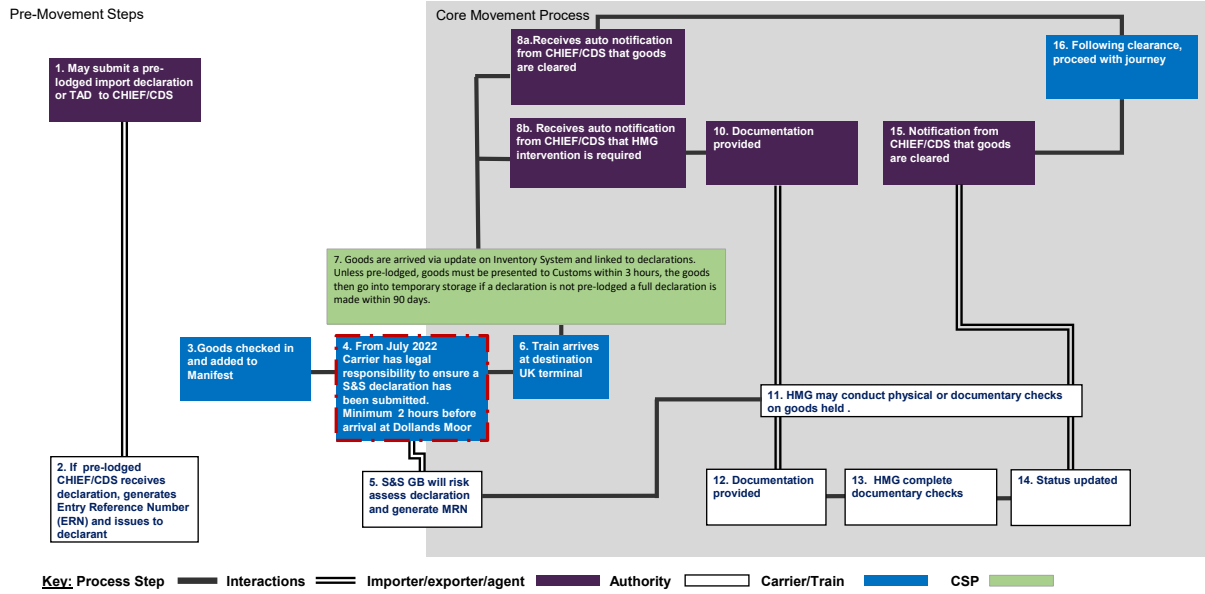 Pre-Movement Steps
Core Movement Process
1. May submit a pre-
lodged import declaration
or TAD to CHIEF/CDS
8a.Receives auto notification
from CHIEF/CDS that goods
are cleared
16. Following clearance,
proceed with journey
8b. Receives auto notification
from CHIEF/CDS that HMG
intervention is required
10. Documentation
provided
15. Notification from
CHIEF/CDS that goods
are cleared
7. Goods are arrived via update on Inventory System and linked to declarations.
Unless pre-lodged, goods must be presented to Customs within 3 hours, the goods
then go into temporary storage if a declaration is not pre-lodged a full declaration is
made within 90 days.
3.Goods checked in
and added to
Manifest
4. From July 2022
Carrier has legal
responsibility to ensure a
S&S declaration has
been submitted.
Minimum 2 hours before
arrival at Dollands Moor
6. Train arrives
at destination
UK terminal
11. HMG may conduct physical or documentary checks
on goods held .
2. If pre-lodged
CHIEF/CDS receives
declaration, generates
Entry Reference Number
(ERN) and issues to
declarant
5. S&S GB will risk
assess declaration
and generate MRN
12. Documentation
provided
13. HMG complete
documentary checks
14. Status updated
Key: Process Step Interactions Importer/exporter/agent Authority Carrier/Train CSP